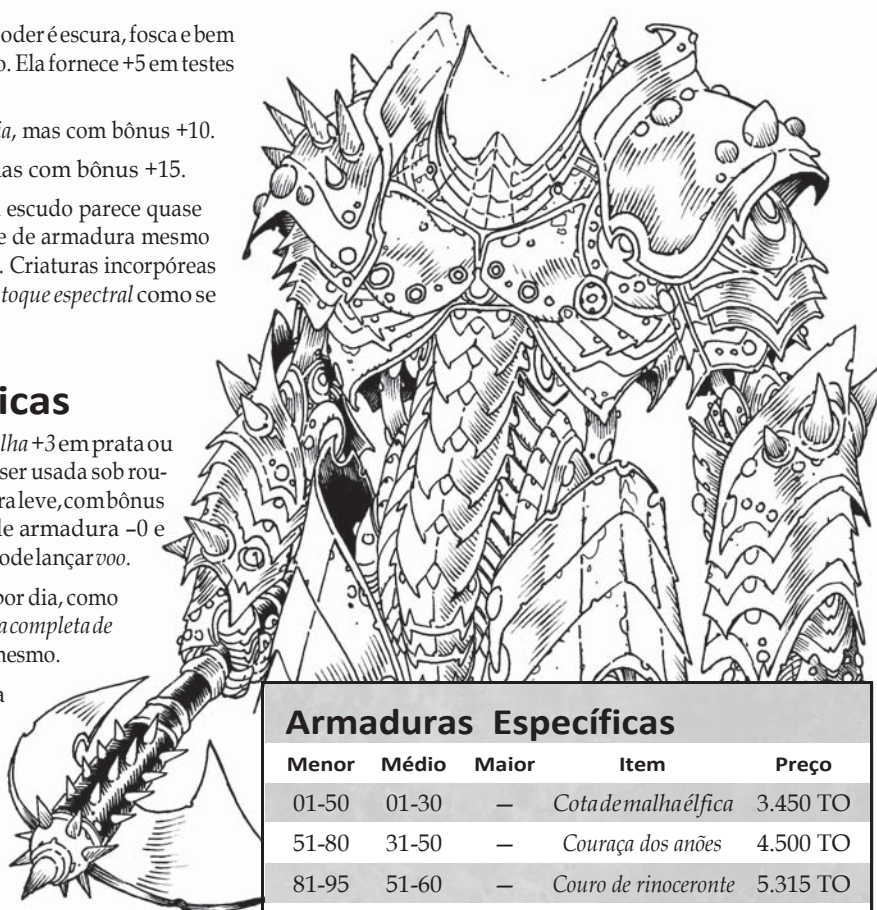 oder é escura, fosca e bem
o. Ela fornece +5 em testes
ia, mas com bônus +10.
as com bônus +15.
escudo parece quase
e de armadura mesmo
. Criaturas incorpóreas
toque espectral como se
icas
lha +3 em prata ou
ser usada sob rou-
ra leve, com bônus
le armadura –0 e
ode lançar voo.
por dia, como
a completa de
nesmo.
a
Armaduras Específicas
Menor Médio Maior Item Preço
01-50 01-30 — Cota de malha élfica 3.450 TO
51-80 31-50 — Couraça dos anões 4.500 TO
81-95 51-60 — Couro de rinoceronte 5.315 TO